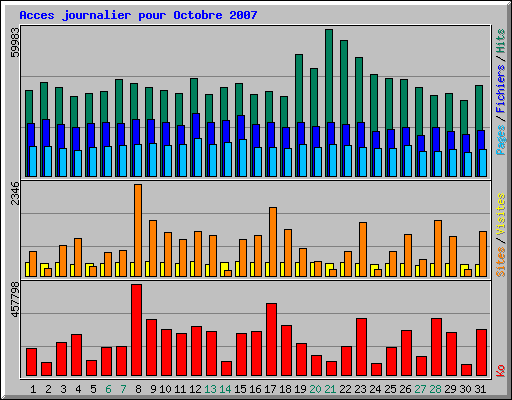 Acces journalier pour Octobre 2007
59983
Pages / Fichiers / Hits
2346
Sites / Visites
457798
Ko
1 2 3 4 5 6 7 8 9 10 11 12 13 14 15 16 17 18 19 20 21 22 23 24 25 26 27 28 29 30 31